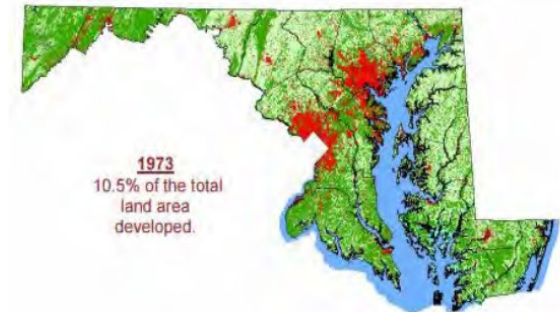 1973
10.5% of the total
land area
developed.